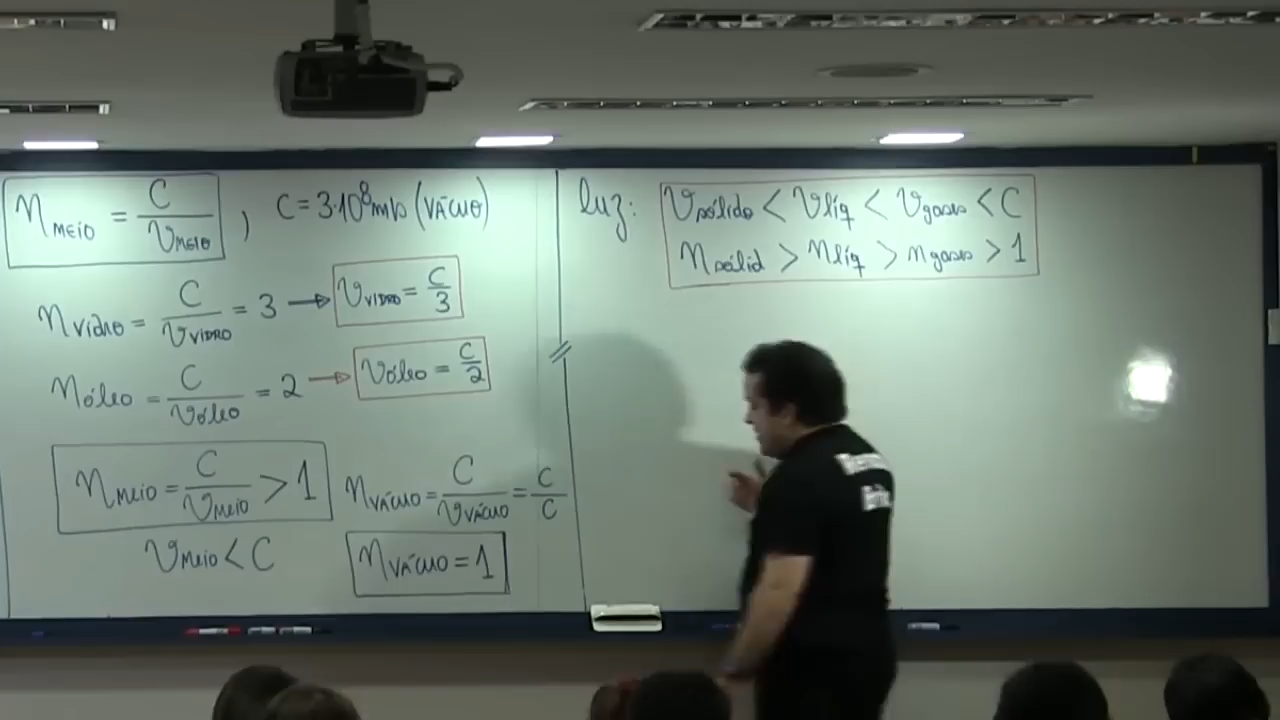 n MEIO = C / V MEIO , C = 3·10⁸ m/s (VÁCUO)
n vidro = C / V VIDRO = 3 → V VIDRO = C / 3
n óleo = C / V óleo = 2 → V óleo = C / 2
n MEIO = C / V MEIO > 1
V MEIO < C
n VÁCUO = C / V VÁCUO = C / C
n VÁCUO = 1
luz: V sólido < V líq < V gases < C
n sólid > n líq > n gases > 1